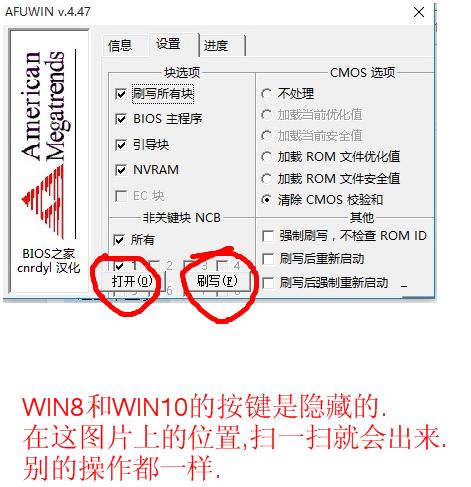 AFUWIN v.4.47
American
Megatrends
BIOS之家
cnrdyl 汉化
信息
设置
进度
块选项
刷写所有块
BIOS 主程序
引导块
NVRAM
EC 块
非关键块 NCB
所有
1 2 3 4
6
打开(O)
刷写(F)
CMOS 选项
不处理
加载当前优化值
加载当前安全值
加载 ROM 文件优化值
加载 ROM 文件安全值
清除 CMOS 校验和
其他
强制刷写，不检查 ROM ID
刷写后重新启动
刷写后强制重新启动
WIN8和WIN10的按键是隐藏的.
在这图片上的位置,扫一扫就会出来.
别的操作都一样.